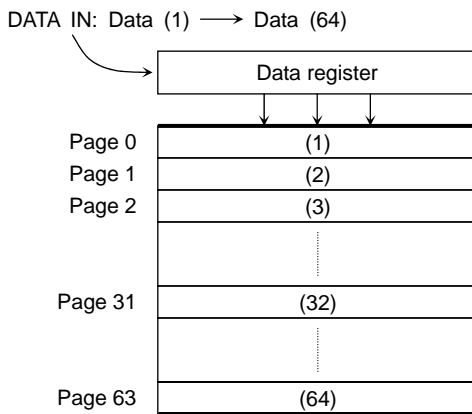 DATA IN: Data (1) → Data (64)
Data register
Page 0 (1)
Page 1 (2)
Page 2 (3)
Page 31 (32)
Page 63 (64)